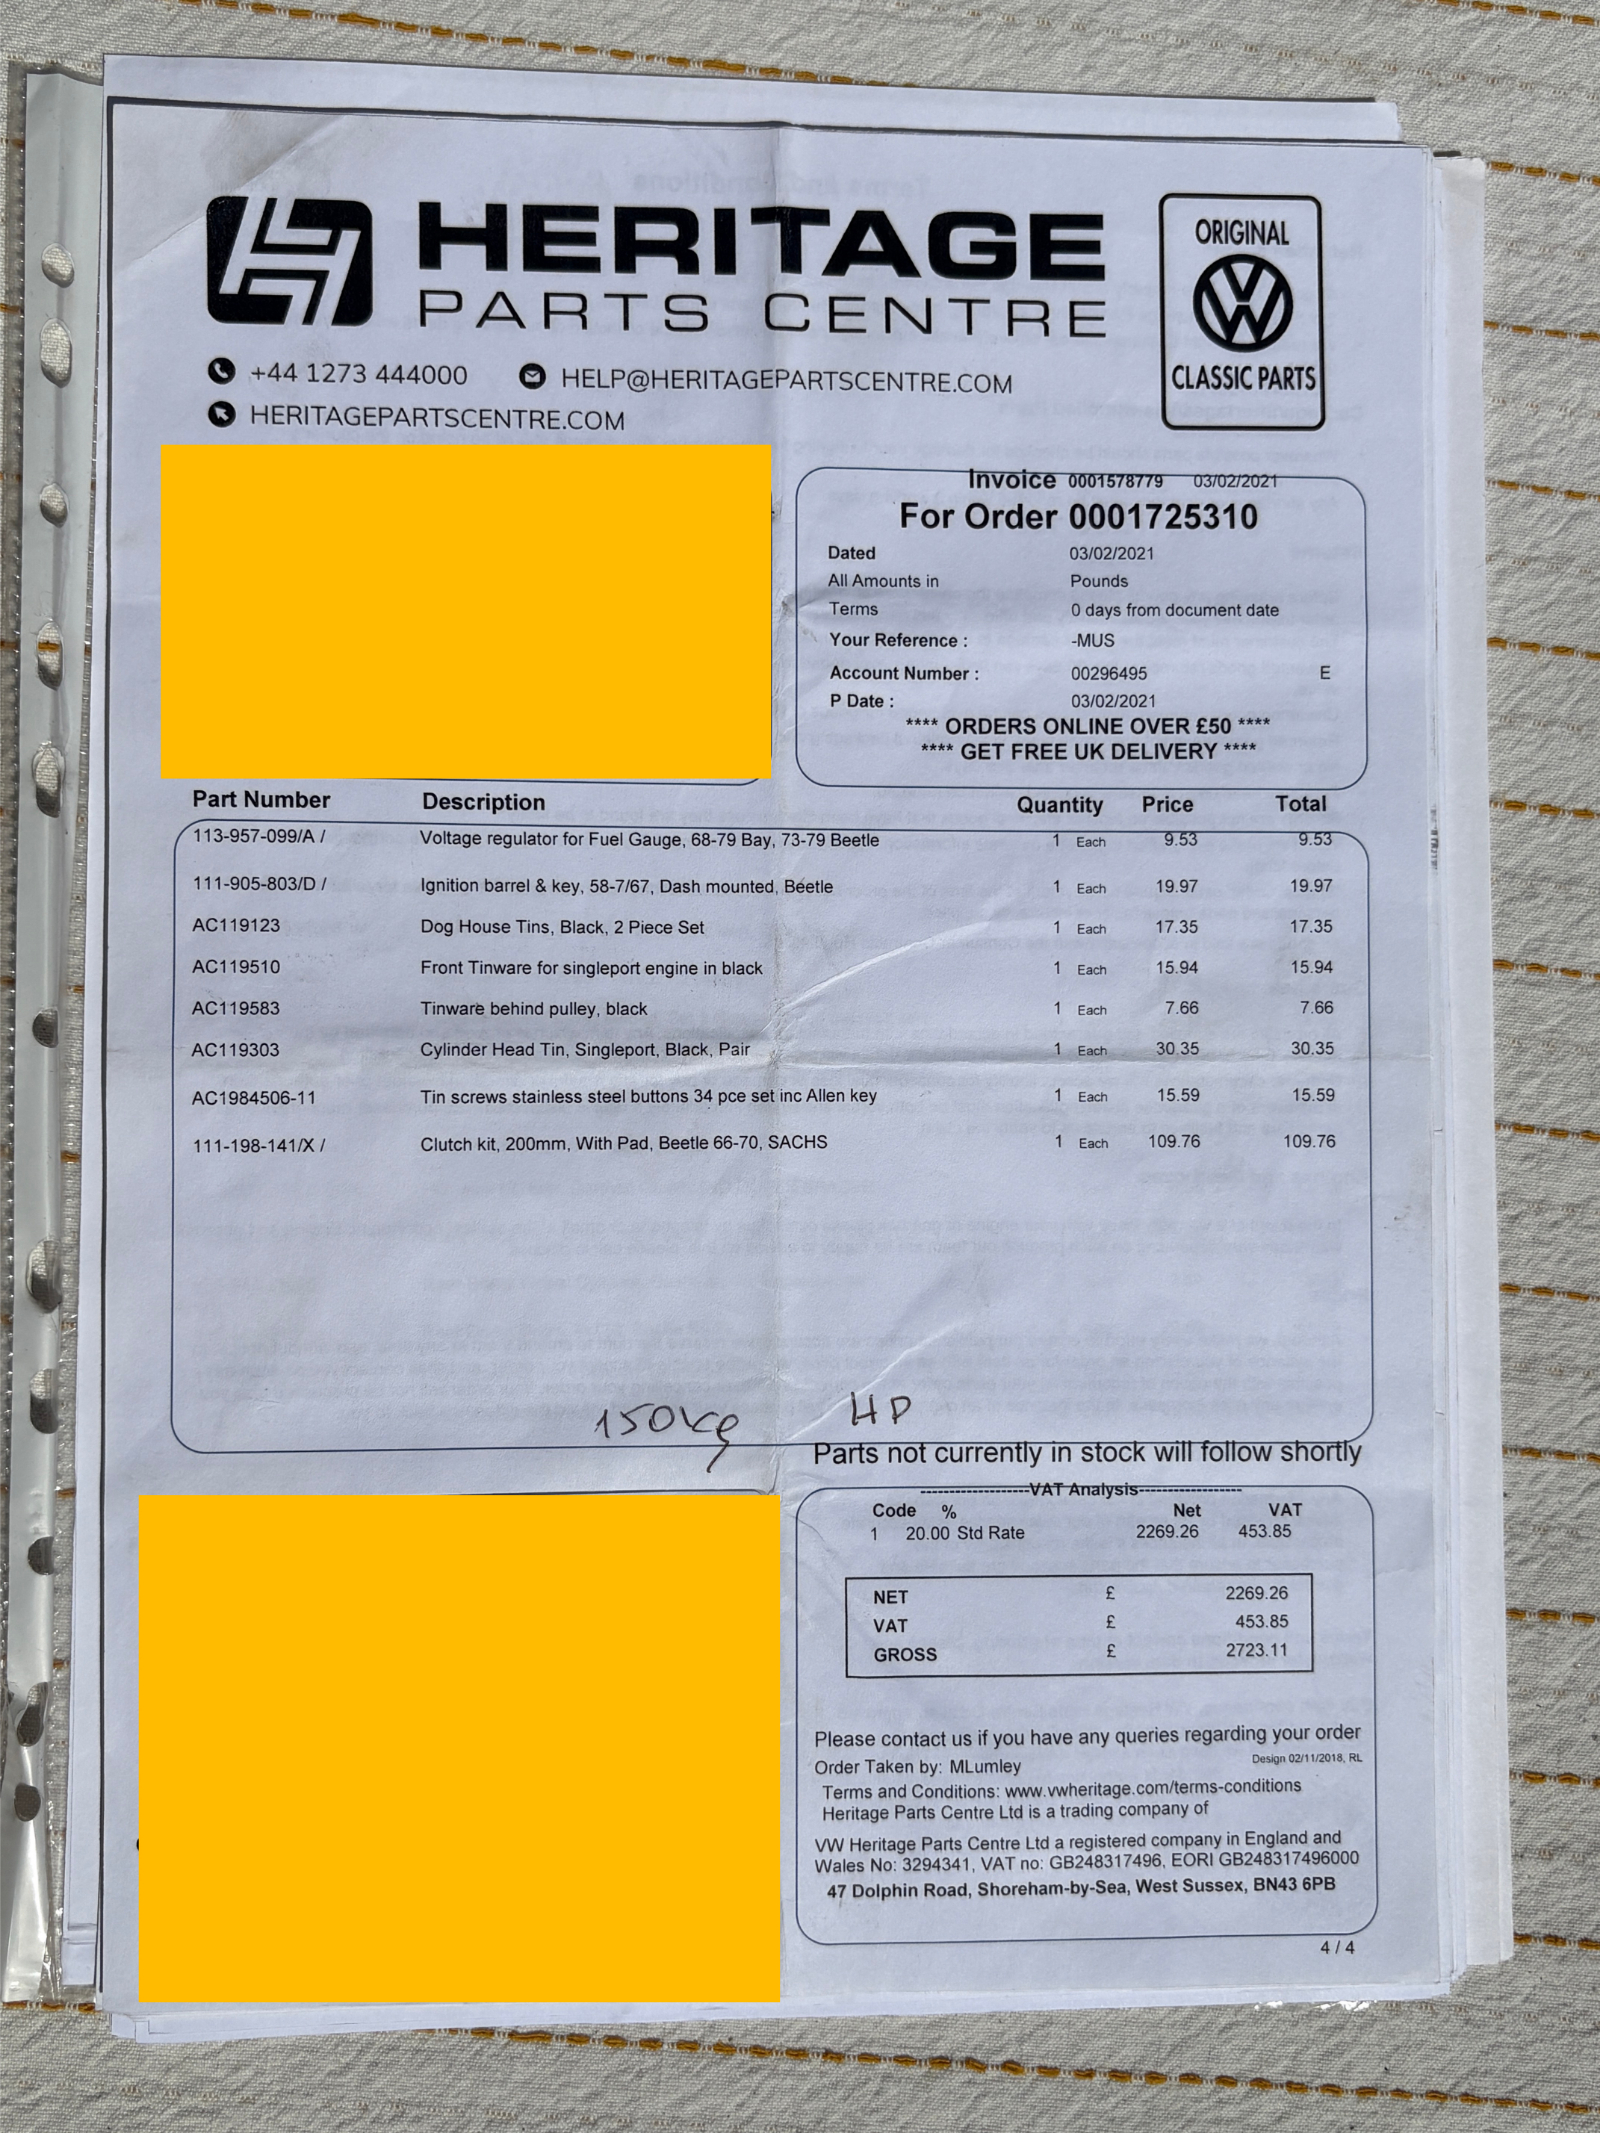 HERITAGE
PARTS CENTRE
ORIGINAL
CLASSIC PARTS
+44 1273 444000 HELP@HERITAGEPARTSCENTRE.COM
HERITAGEPARTSCENTRE.COM
Invoice 0001578779 03/02/2021
For Order 0001725310
Dated 03/02/2021
All Amounts in Pounds
Terms 0 days from document date
Your Reference : -MUS
Account Number : 00296495 E
P Date : 03/02/2021
**** ORDERS ONLINE OVER £50 ****
**** GET FREE UK DELIVERY ****
Part Number Description Quantity Price Total
113-957-099/A / Voltage regulator for Fuel Gauge, 68-79 Bay, 73-79 Beetle 1 Each 9.53 9.53
111-905-803/D / Ignition barrel & key, 58-7/67, Dash mounted, Beetle 1 Each 19.97 19.97
AC119123 Dog House Tins, Black, 2 Piece Set 1 Each 17.35 17.35
AC119510 Front Tinware for singleport engine in black 1 Each 15.94 15.94
AC119583 Tinware behind pulley, black 1 Each 7.66 7.66
AC119303 Cylinder Head Tin, Singleport, Black, Pair 1 Each 30.35 30.35
AC1984506-11 Tin screws stainless steel buttons 34 pce set inc Allen key 1 Each 15.59 15.59
111-198-141/X / Clutch kit, 200mm, With Pad, Beetle 66-70, SACHS 1 Each 109.76 109.76
150kg HP
Parts not currently in stock will follow shortly
-------------------VAT Analysis------------------
Code % Net VAT
1 20.00 Std Rate 2269.26 453.85
NET £ 2269.26
VAT £ 453.85
GROSS £ 2723.11
Please contact us if you have any queries regarding your order
Order Taken by: MLumley Design 02/11/2018, RL
Terms and Conditions: www.vwheritage.com/terms-conditions
Heritage Parts Centre Ltd is a trading company of
VW Heritage Parts Centre Ltd a registered company in England and
Wales No: 3294341, VAT no: GB248317496, EORI GB248317496000
47 Dolphin Road, Shoreham-by-Sea, West Sussex, BN43 6PB
4 / 4